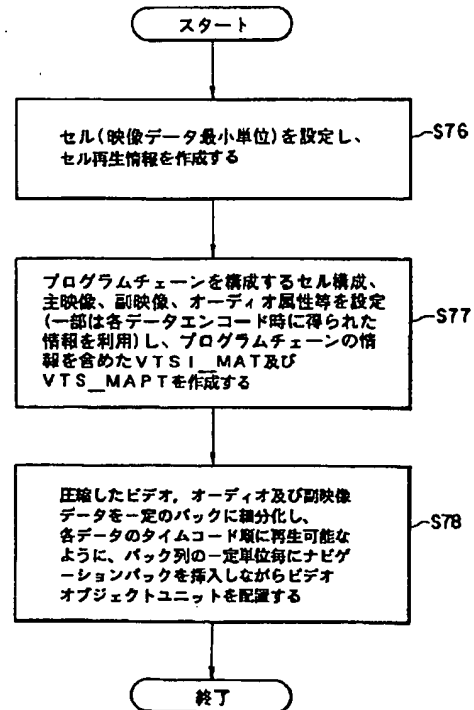 スタート
セル(映像データ最小単位)を設定し、
セル再生情報を作成する
S76
プログラムチェーンを構成するセル構成、
主映像、副映像、オーディオ属性等を設定
(一部は各データエンコード時に得られた
情報を利用)し、プログラムチェーンの情
報を含めたVTSI_MAT及び
VTS_MAPTを作成する
S77
圧縮したビデオ,オーディオ及び副映像
データを一定のパックに細分化し、
各データのタイムコード順に再生可能な
ように、パック列の一定単位毎にナビゲ
ーションパックを挿入しながらビデオ
オブジェクトユニットを配置する
S78
終了